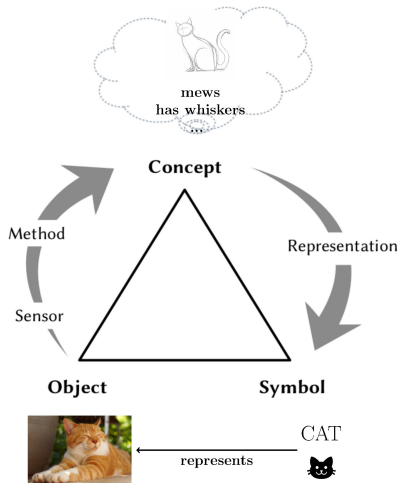 mews
has whiskers
...
Concept
Method
Representation
Sensor
Object
Symbol
CAT
represents